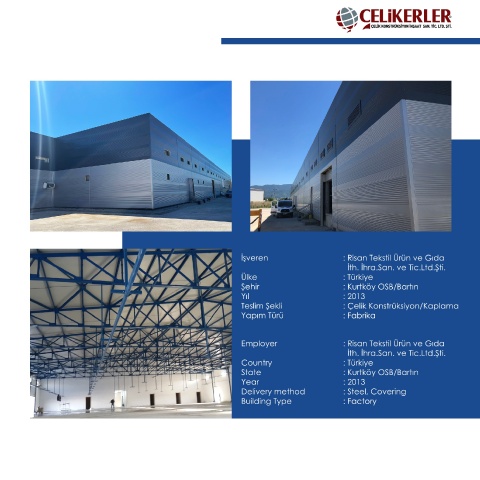 ÇELİKERLER
ÇELİK KONSTRÜKSİYON İNŞAAT SAN. TİC. LTD. ŞTİ.
İşveren : Risan Tekstil Ürün ve Gıda
İth. İhra.San. ve Tic.Ltd.Şti.
Ülke : Türkiye
Şehir : Kurtköy OSB/Bartın
Yıl : 2013
Teslim Şekli : Çelik Konstrüksiyon/Kaplama
Yapım Türü : Fabrika
Employer : Risan Tekstil Ürün ve Gıda
İth. İhra.San. ve Tic.Ltd.Şti.
Country : Türkiye
State : Kurtköy OSB/Bartın
Year : 2013
Delivery method : Steel, Covering
Building Type : Factory